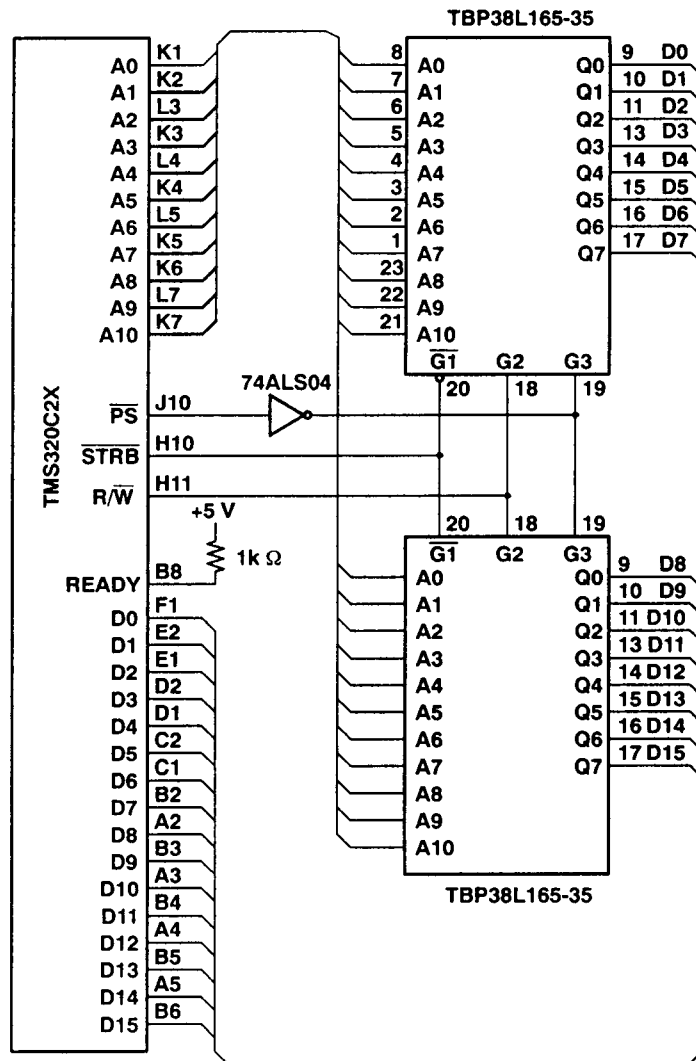 TBP38L165-35
A0 K1
A1 K2
A2 L3
A3 K3
A4 L4
A5 K4
A6 L5
A7 K5
A8 K6
A9 L7
A10 K7
8 A0 Q0 9 D0
7 A1 Q1 10 D1
6 A2 Q2 11 D2
5 A3 Q3 13 D3
4 A4 Q4 14 D4
3 A5 Q5 15 D5
2 A6 Q6 16 D6
1 A7 Q7 17 D7
23 A8
22 A9
21 A10
G̅1̅ G2 G3
20 18 19
74ALS04
TMS320C2X
P̅S̅ J10
S̅T̅R̅B̅ H10
R/W̅ H11
+5 V
1k Ω
READY B8
20 18 19
G̅1̅ G2 G3
A0 Q0 9 D8
A1 Q1 10 D9
A2 Q2 11 D10
A3 Q3 13 D11
A4 Q4 14 D12
A5 Q5 15 D13
A6 Q6 16 D14
A7 Q7 17 D15
A8
A9
A10
TBP38L165-35
D0 F1
D1 E2
D2 E1
D3 D2
D4 D1
D5 C2
D6 C1
D7 B2
D8 A2
D9 B3
D10 A3
D11 B4
D12 A4
D13 B5
D14 A5
D15 B6